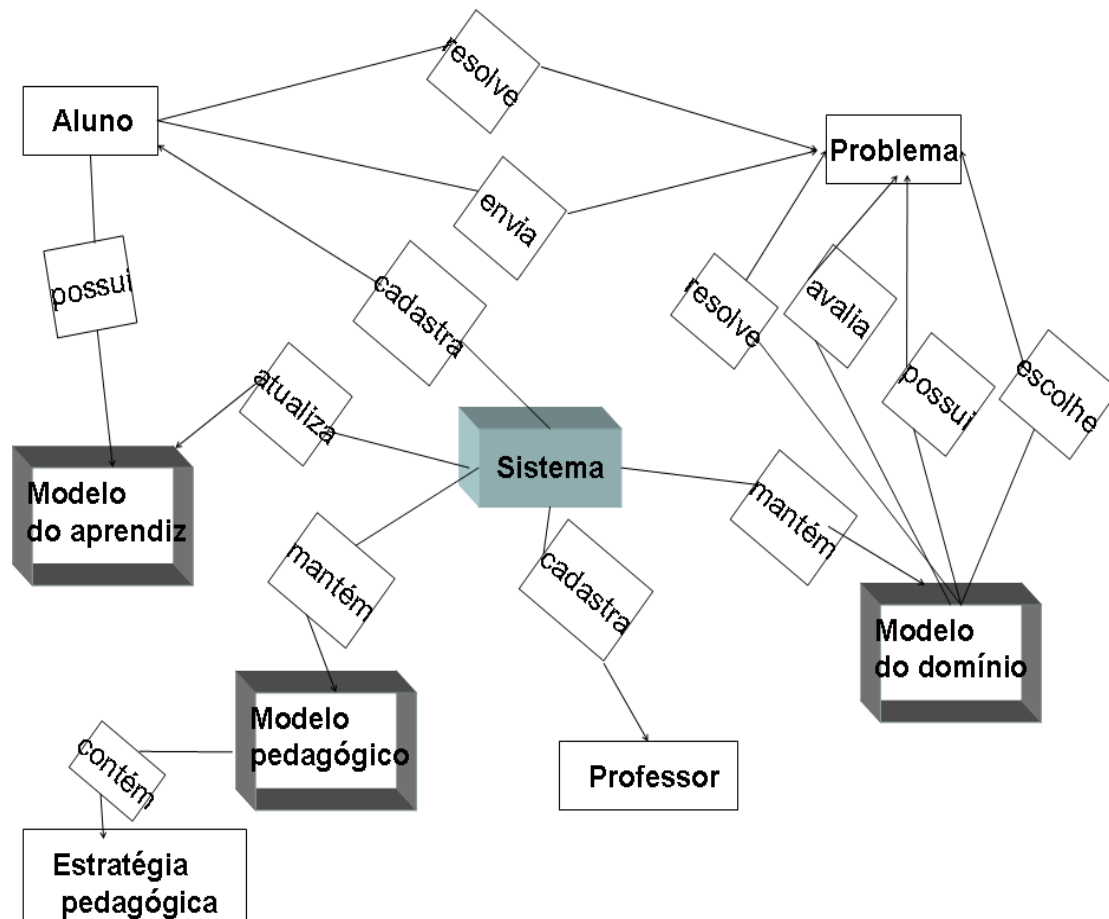 resolve
Aluno
Problema
envia
possui
cadastra
resolve
avalia
possui
escolhe
atualiza
Sistema
Modelo
do aprendiz
mantém
mantém
cadastra
Modelo
do domínio
Modelo
pedagógico
contém
Professor
Estratégia
pedagógica